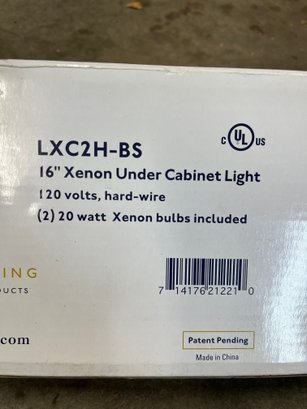 LXC2H-BS
16" Xenon Under Cabinet Light
120 volts, hard-wire
(2) 20 watt Xenon bulbs included
C UL US
ING
DUCTS
7 14176 21221 0
.com
Patent Pending
Made in China